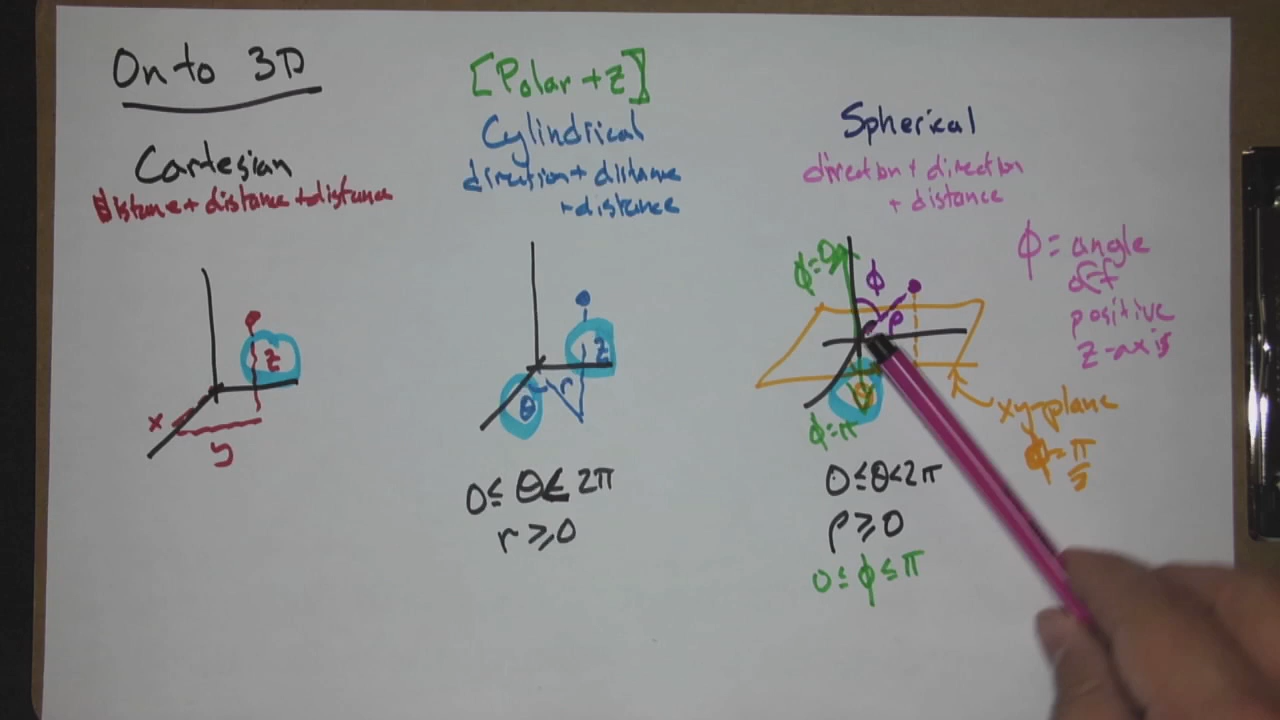 On to 3D
Cartesian
distance + distance + distance
z
x
y
[Polar + z]
Cylindrical
direction + distance
+ distance
z
r
θ
0 ≤ θ ≤ 2π
r ≥ 0
Spherical
direction + direction
+ distance
ϕ = 0
ϕ
ρ
ϕ = angle
off
positive
z-axis
θ
xy-plane
ϕ = π
ϕ = π/2
0 ≤ θ < 2π
ρ ≥ 0
0 ≤ ϕ ≤ π